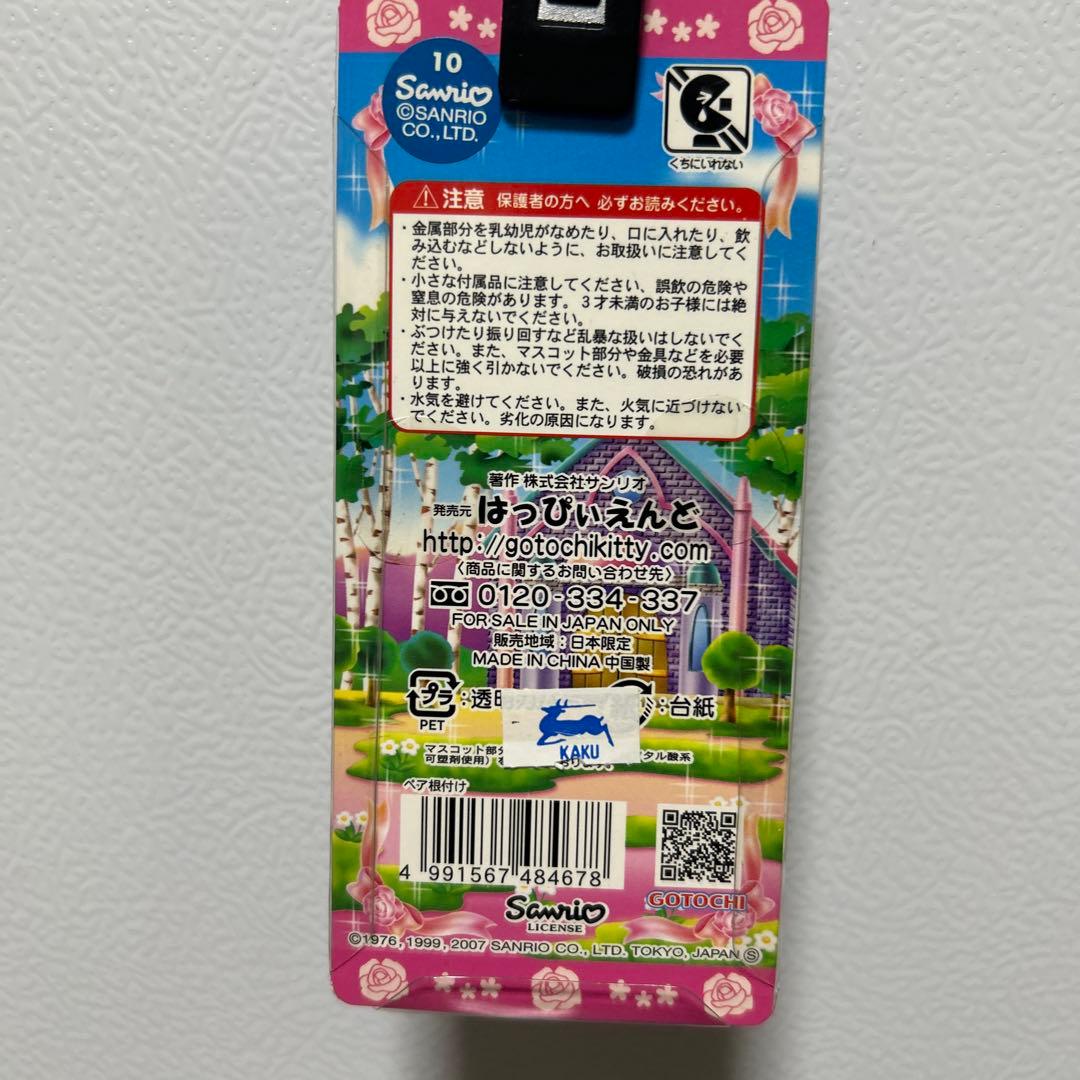 10
Sanrio
©SANRIO
CO.,LTD.
くちにいれない
注意 保護者の方へ 必ずお読みください。
・金属部分を乳幼児がなめたり、口に入れたり、飲
み込むなどしないように、お取扱いに注意してく
ださい。
・小さな付属品に注意してください、誤飲の危険や
窒息の危険があります。3才未満のお子様には絶
対に与えないでください。
・ぶつけたり振り回すなど乱暴な扱いはしないでく
ださい。また、マスコット部分や金具などを必要
以上に強く引かないでください。破損の恐れがあ
ります。
・水気を避けてください。また、火気に近づけない
でください。劣化の原因になります。
著作 株式会社サンリオ
発売元 はっぴぃえんど
http://gotochikitty.com
〈商品に関するお問い合わせ先〉
0120-334-337
FOR SALE IN JAPAN ONLY
販売地域：日本限定
MADE IN CHINA 中国製
プラ：透明
PET
：台紙
KAKU
マスコット部
タル酸系
可塑剤使用）
ペア根付け
4 991567 484678
GOTOCHI
Sanrio
LICENSE
©1976, 1999, 2007 SANRIO CO., LTD. TOKYO, JAPAN Ⓢ